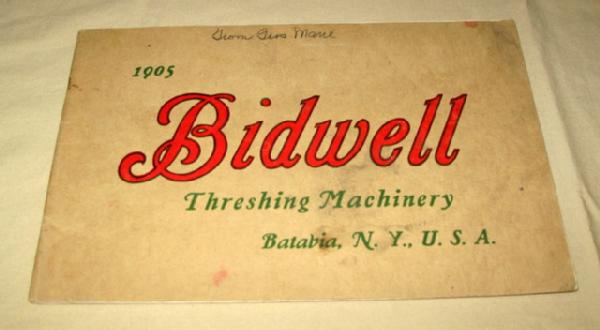 1905
Bidwell
Threshing Machinery
Batabia, N. Y., U. S. A.